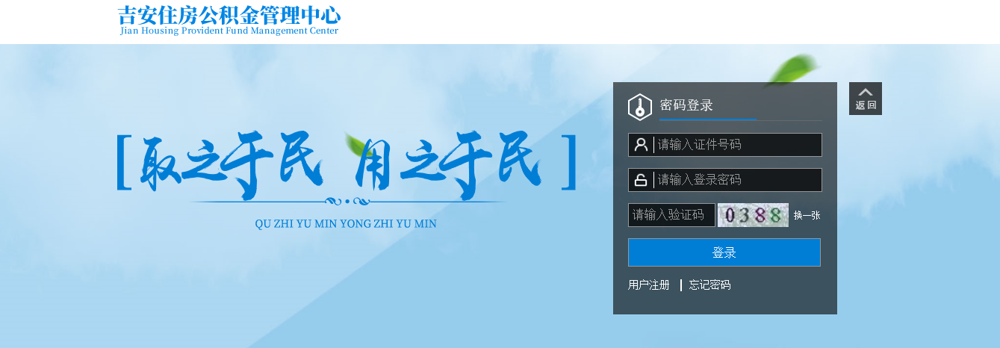 吉安住房公积金管理中心
Jian Housing Provident Fund Management Center
取之于民 用之于民
QU ZHI YU MIN YONG ZHI YU MIN
密码登录
请输入证件号码
请输入登录密码
请输入验证码 0388 换一张
登录
用户注册 忘记密码
返回